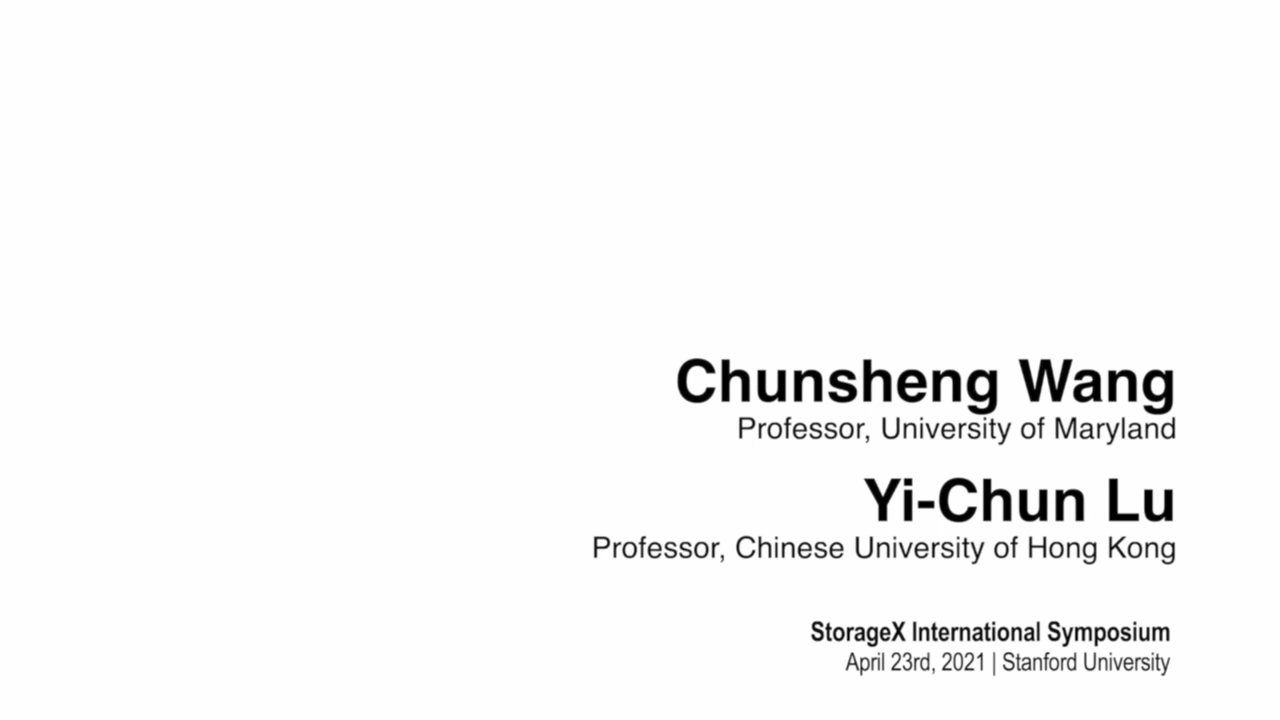 Chunsheng Wang
Professor, University of Maryland
Yi-Chun Lu
Professor, Chinese University of Hong Kong
StorageX International Symposium
April 23rd, 2021 | Stanford University